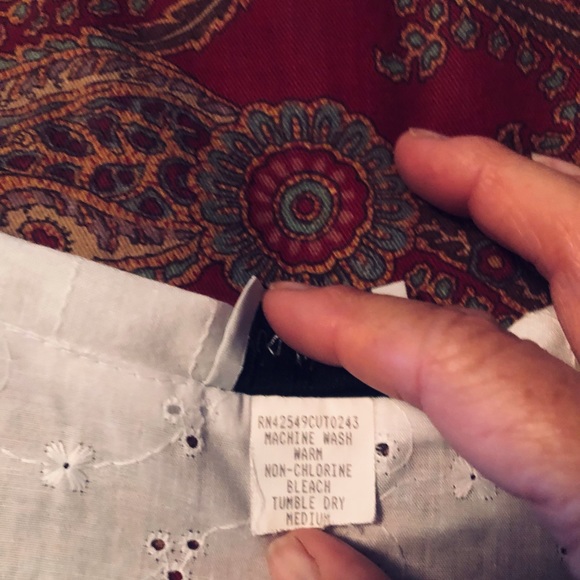 RN42549CUT0243
MACHINE WASH
WARM
NON-CHLORINE
BLEACH
TUMBLE DRY
MEDIUM